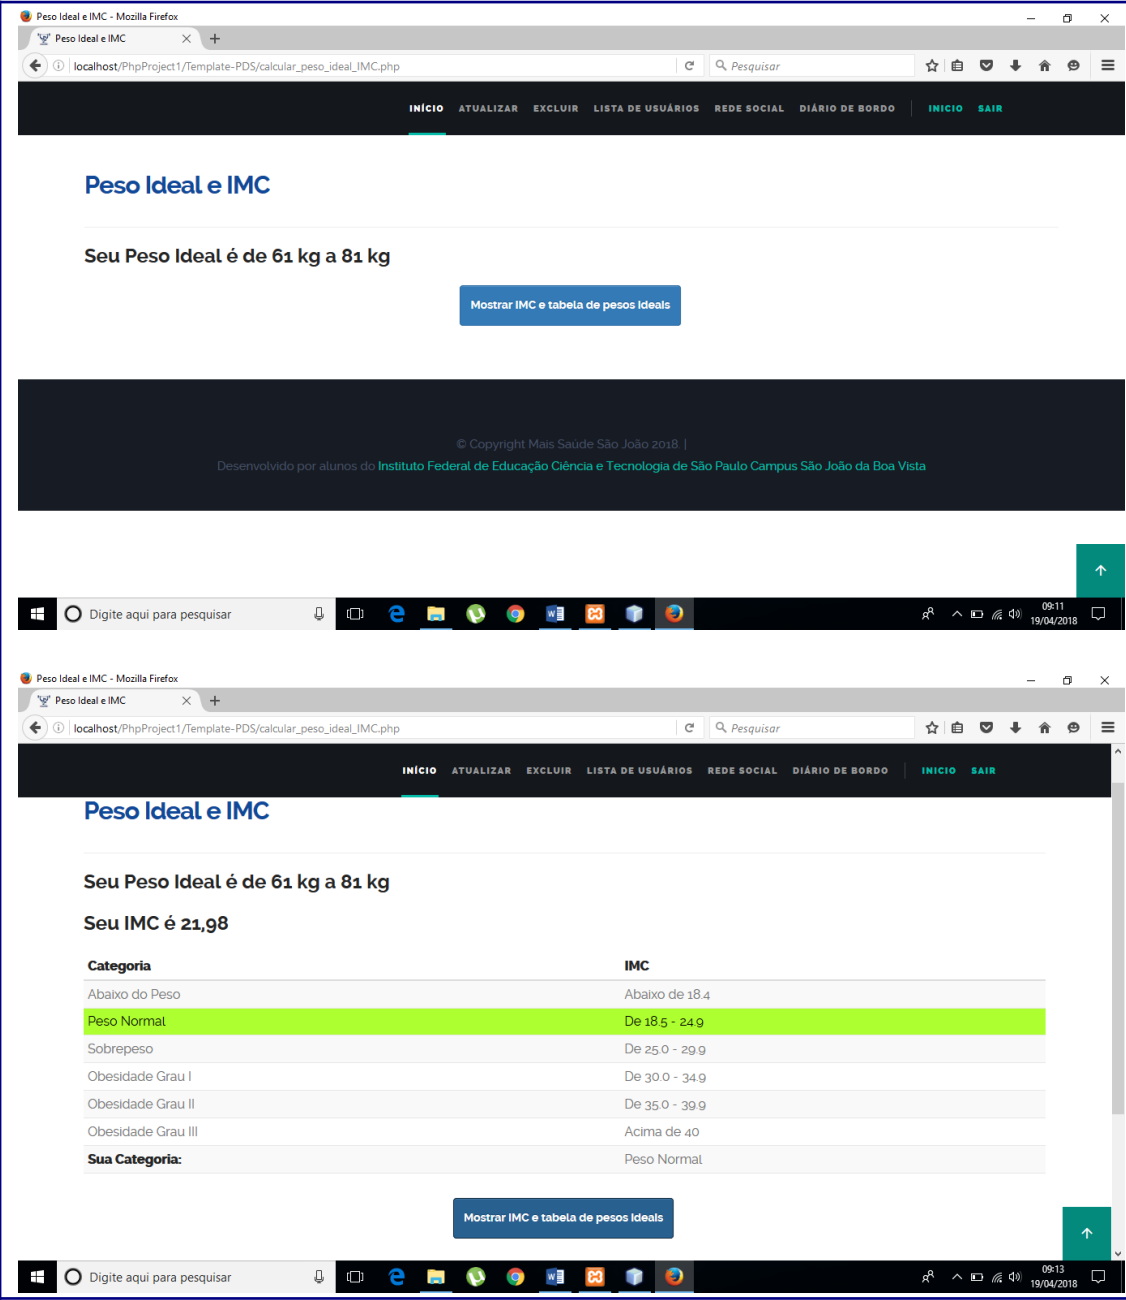 Peso Ideal e IMC - Mozilla Firefox
Peso Ideal e IMC
localhost/PhpProject1/Template-PDS/calcular_peso_ideal_IMC.php
Pesquisar
INÍCIO ATUALIZAR EXCLUIR LISTA DE USUÁRIOS REDE SOCIAL DIÁRIO DE BORDO INICIO SAIR
Peso Ideal e IMC
Seu Peso Ideal é de 61 kg a 81 kg
Mostrar IMC e tabela de pesos ideais
© Copyright Mais Saúde São João 2018. |
Desenvolvido por alunos do Instituto Federal de Educação Ciência e Tecnologia de São Paulo Campus São João da Boa Vista
Digite aqui para pesquisar
09:11
19/04/2018
Peso Ideal e IMC - Mozilla Firefox
Peso Ideal e IMC
localhost/PhpProject1/Template-PDS/calcular_peso_ideal_IMC.php
Pesquisar
INÍCIO ATUALIZAR EXCLUIR LISTA DE USUÁRIOS REDE SOCIAL DIÁRIO DE BORDO INICIO SAIR
Peso Ideal e IMC
Seu Peso Ideal é de 61 kg a 81 kg
Seu IMC é 21,98
Categoria IMC
Abaixo do Peso Abaixo de 18.4
Peso Normal De 18.5 - 24.9
Sobrepeso De 25.0 - 29.9
Obesidade Grau I De 30.0 - 34.9
Obesidade Grau II De 35.0 - 39.9
Obesidade Grau III Acima de 40
Sua Categoria: Peso Normal
Mostrar IMC e tabela de pesos ideais
Digite aqui para pesquisar
09:13
19/04/2018